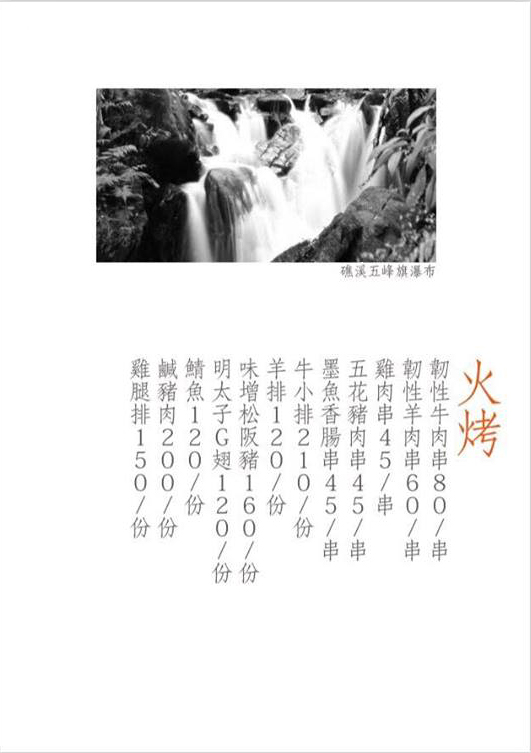 礁溪五峰旗瀑布
火烤
韌性牛肉串80/串
韌性羊肉串60/串
雞肉串45/串
五花豬肉串45/串
墨魚香腸串45/串
牛小排210/份
羊排120/份
味增松阪豬160/份
明太子G翅120/份
鯖魚120/份
鹹豬肉200/份
雞腿排150/份